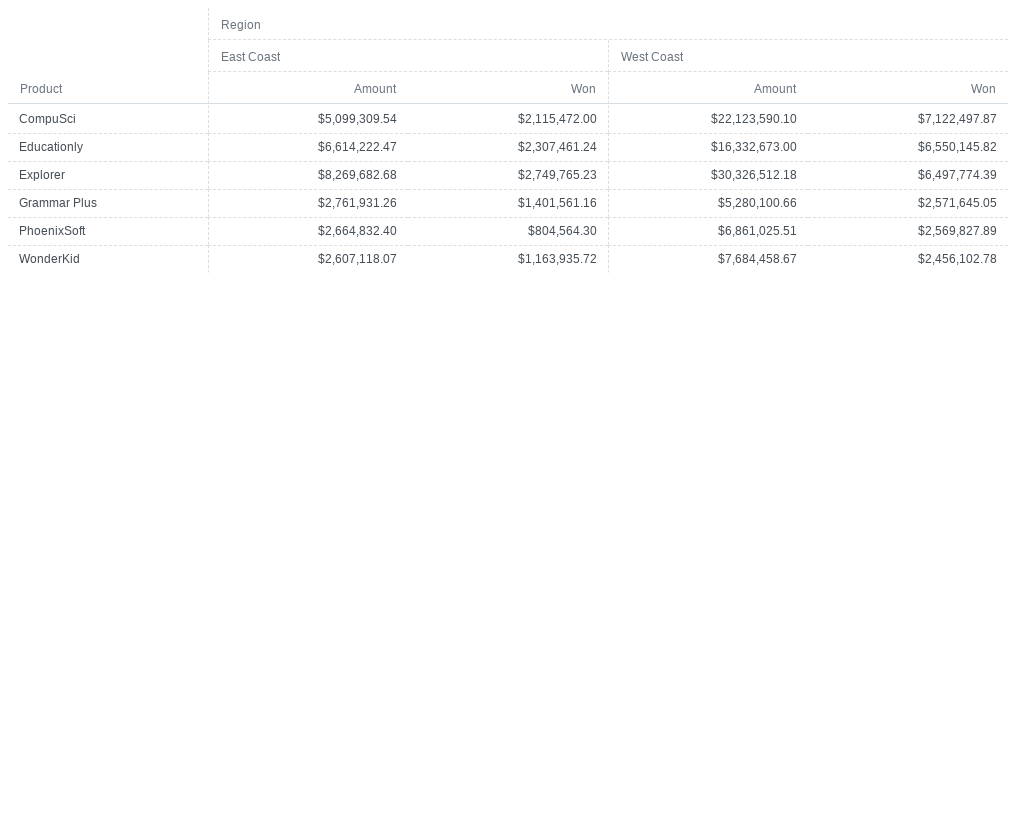 Region
East Coast West Coast
Product Amount Won Amount Won
CompuSci $5,099,309.54 $2,115,472.00 $22,123,590.10 $7,122,497.87
Educationly $6,614,222.47 $2,307,461.24 $16,332,673.00 $6,550,145.82
Explorer $8,269,682.68 $2,749,765.23 $30,326,512.18 $6,497,774.39
Grammar Plus $2,761,931.26 $1,401,561.16 $5,280,100.66 $2,571,645.05
PhoenixSoft $2,664,832.40 $804,564.30 $6,861,025.51 $2,569,827.89
WonderKid $2,607,118.07 $1,163,935.72 $7,684,458.67 $2,456,102.78